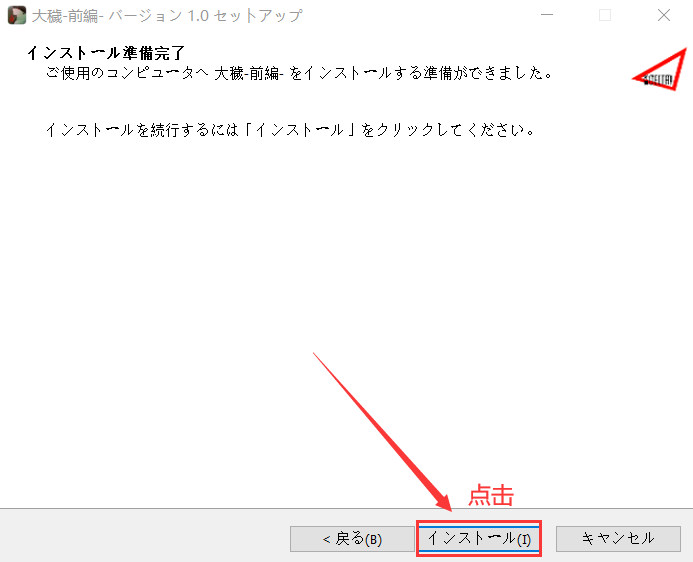 大穢-前編- バージョン 1.0 セットアップ
インストール準備完了
ご使用のコンピュータへ 大穢-前編- をインストールする準備ができました。
インストールを続行するには「インストール」をクリックしてください。
点击
< 戻る(B)
インストール(I)
キャンセル